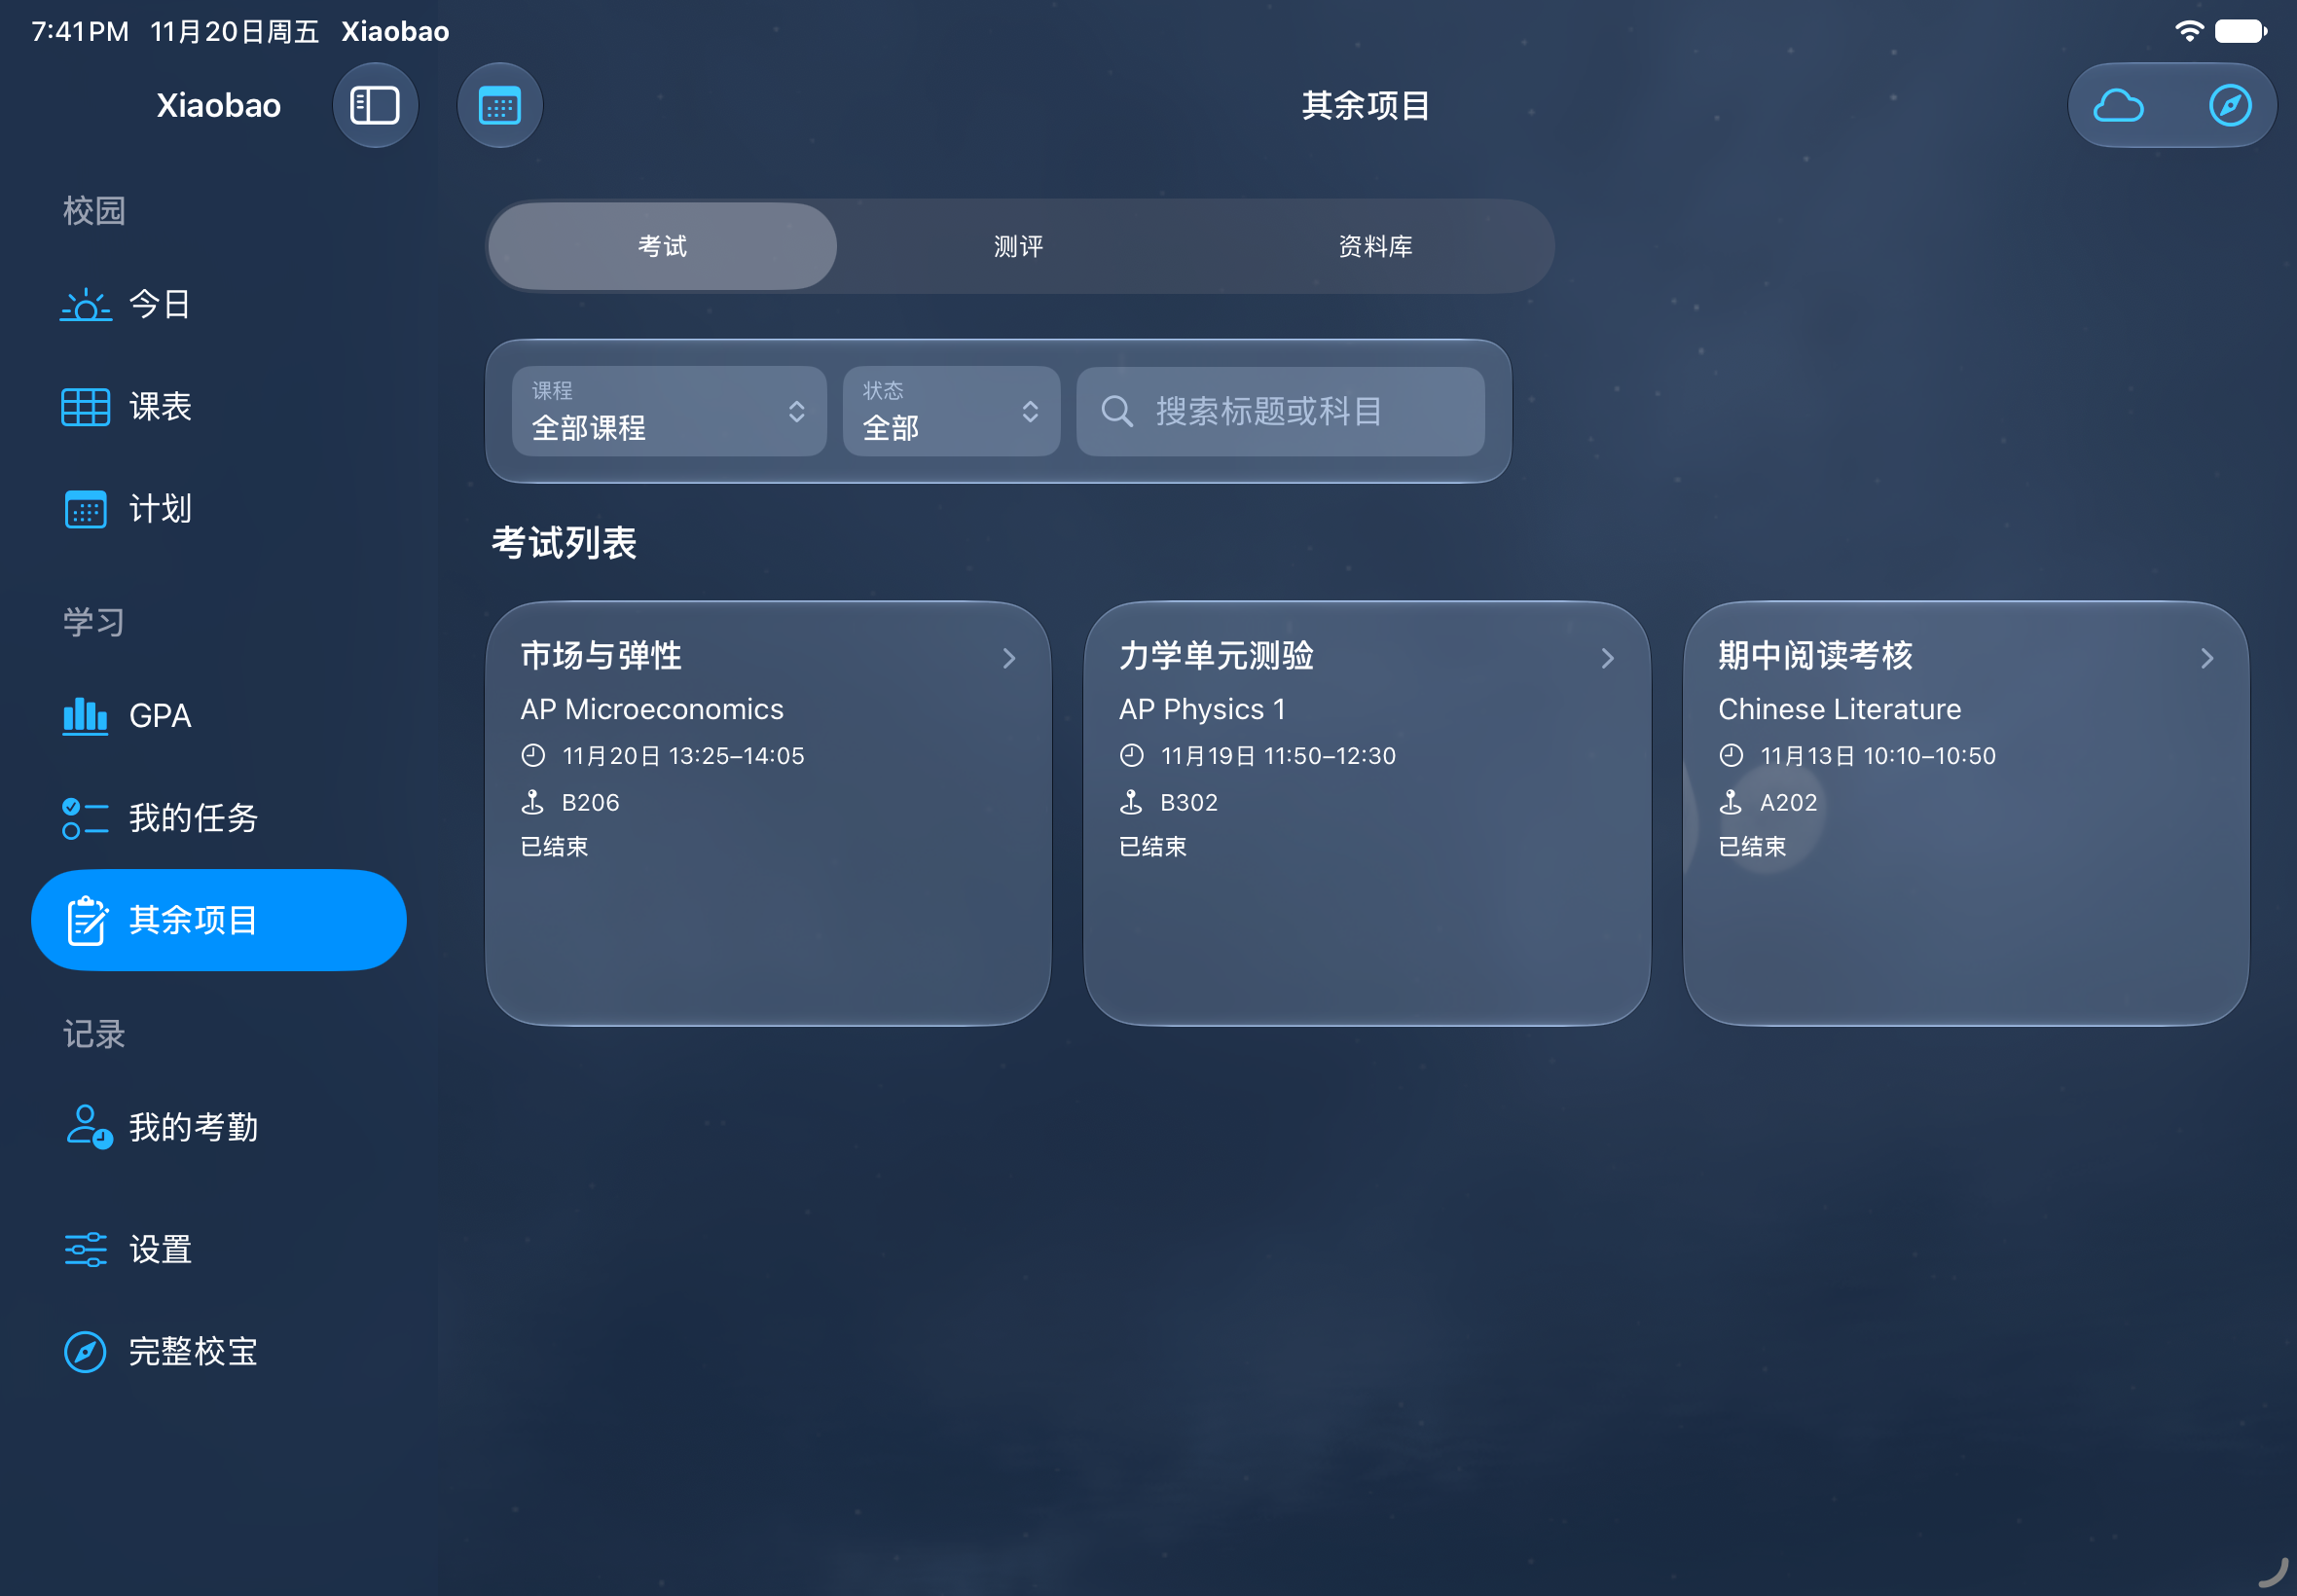 7:41PM 11月20日周五 Xiaobao
Xiaobao
其余项目
校园
今日
课表
计划
学习
GPA
我的任务
其余项目
记录
我的考勤
设置
完整校宝
考试 测评 资料库
课程
全部课程
状态
全部
搜索标题或科目
考试列表
市场与弹性
AP Microeconomics
11月20日 13:25–14:05
B206
已结束
力学单元测验
AP Physics 1
11月19日 11:50–12:30
B302
已结束
期中阅读考核
Chinese Literature
11月13日 10:10–10:50
A202
已结束